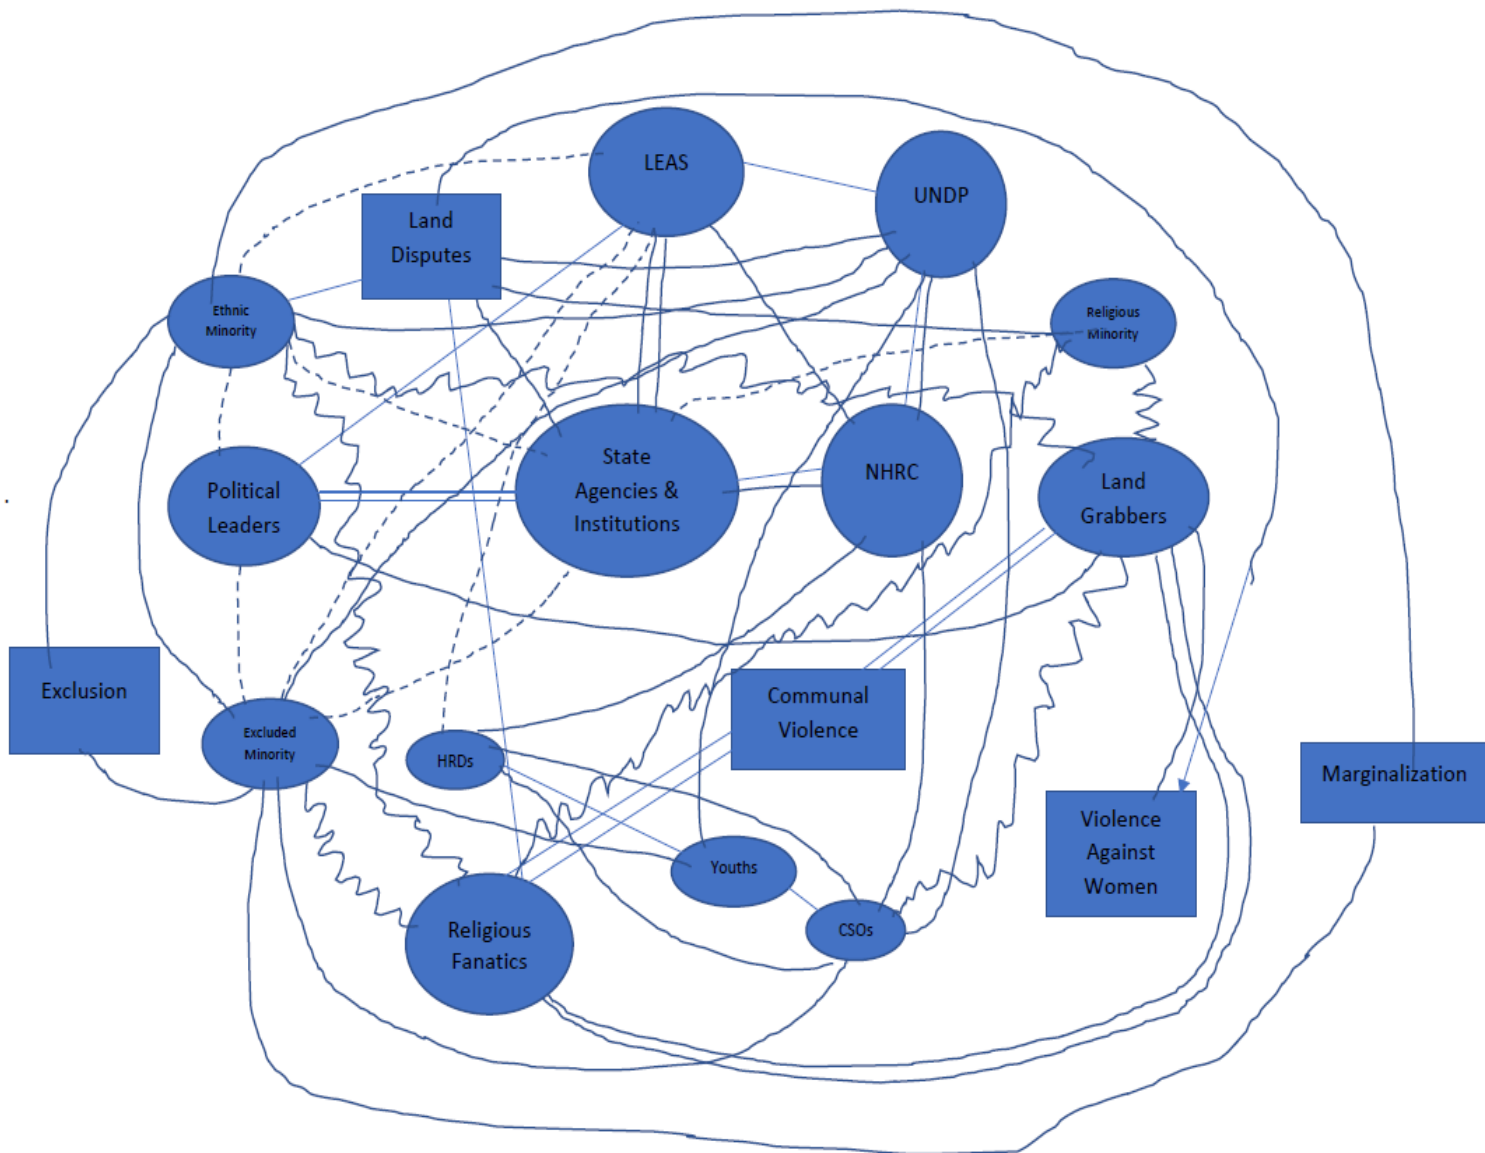 LEAS
UNDP
Land
Disputes
Ethnic
Minority
Religious
Minority
State
Agencies &
Institutions
NHRC
Land
Grabbers
Political
Leaders
Exclusion
Communal
Violence
Excluded
Minority
HRDs
Marginalization
Violence
Against
Women
Youths
Religious
Fanatics
CSOs